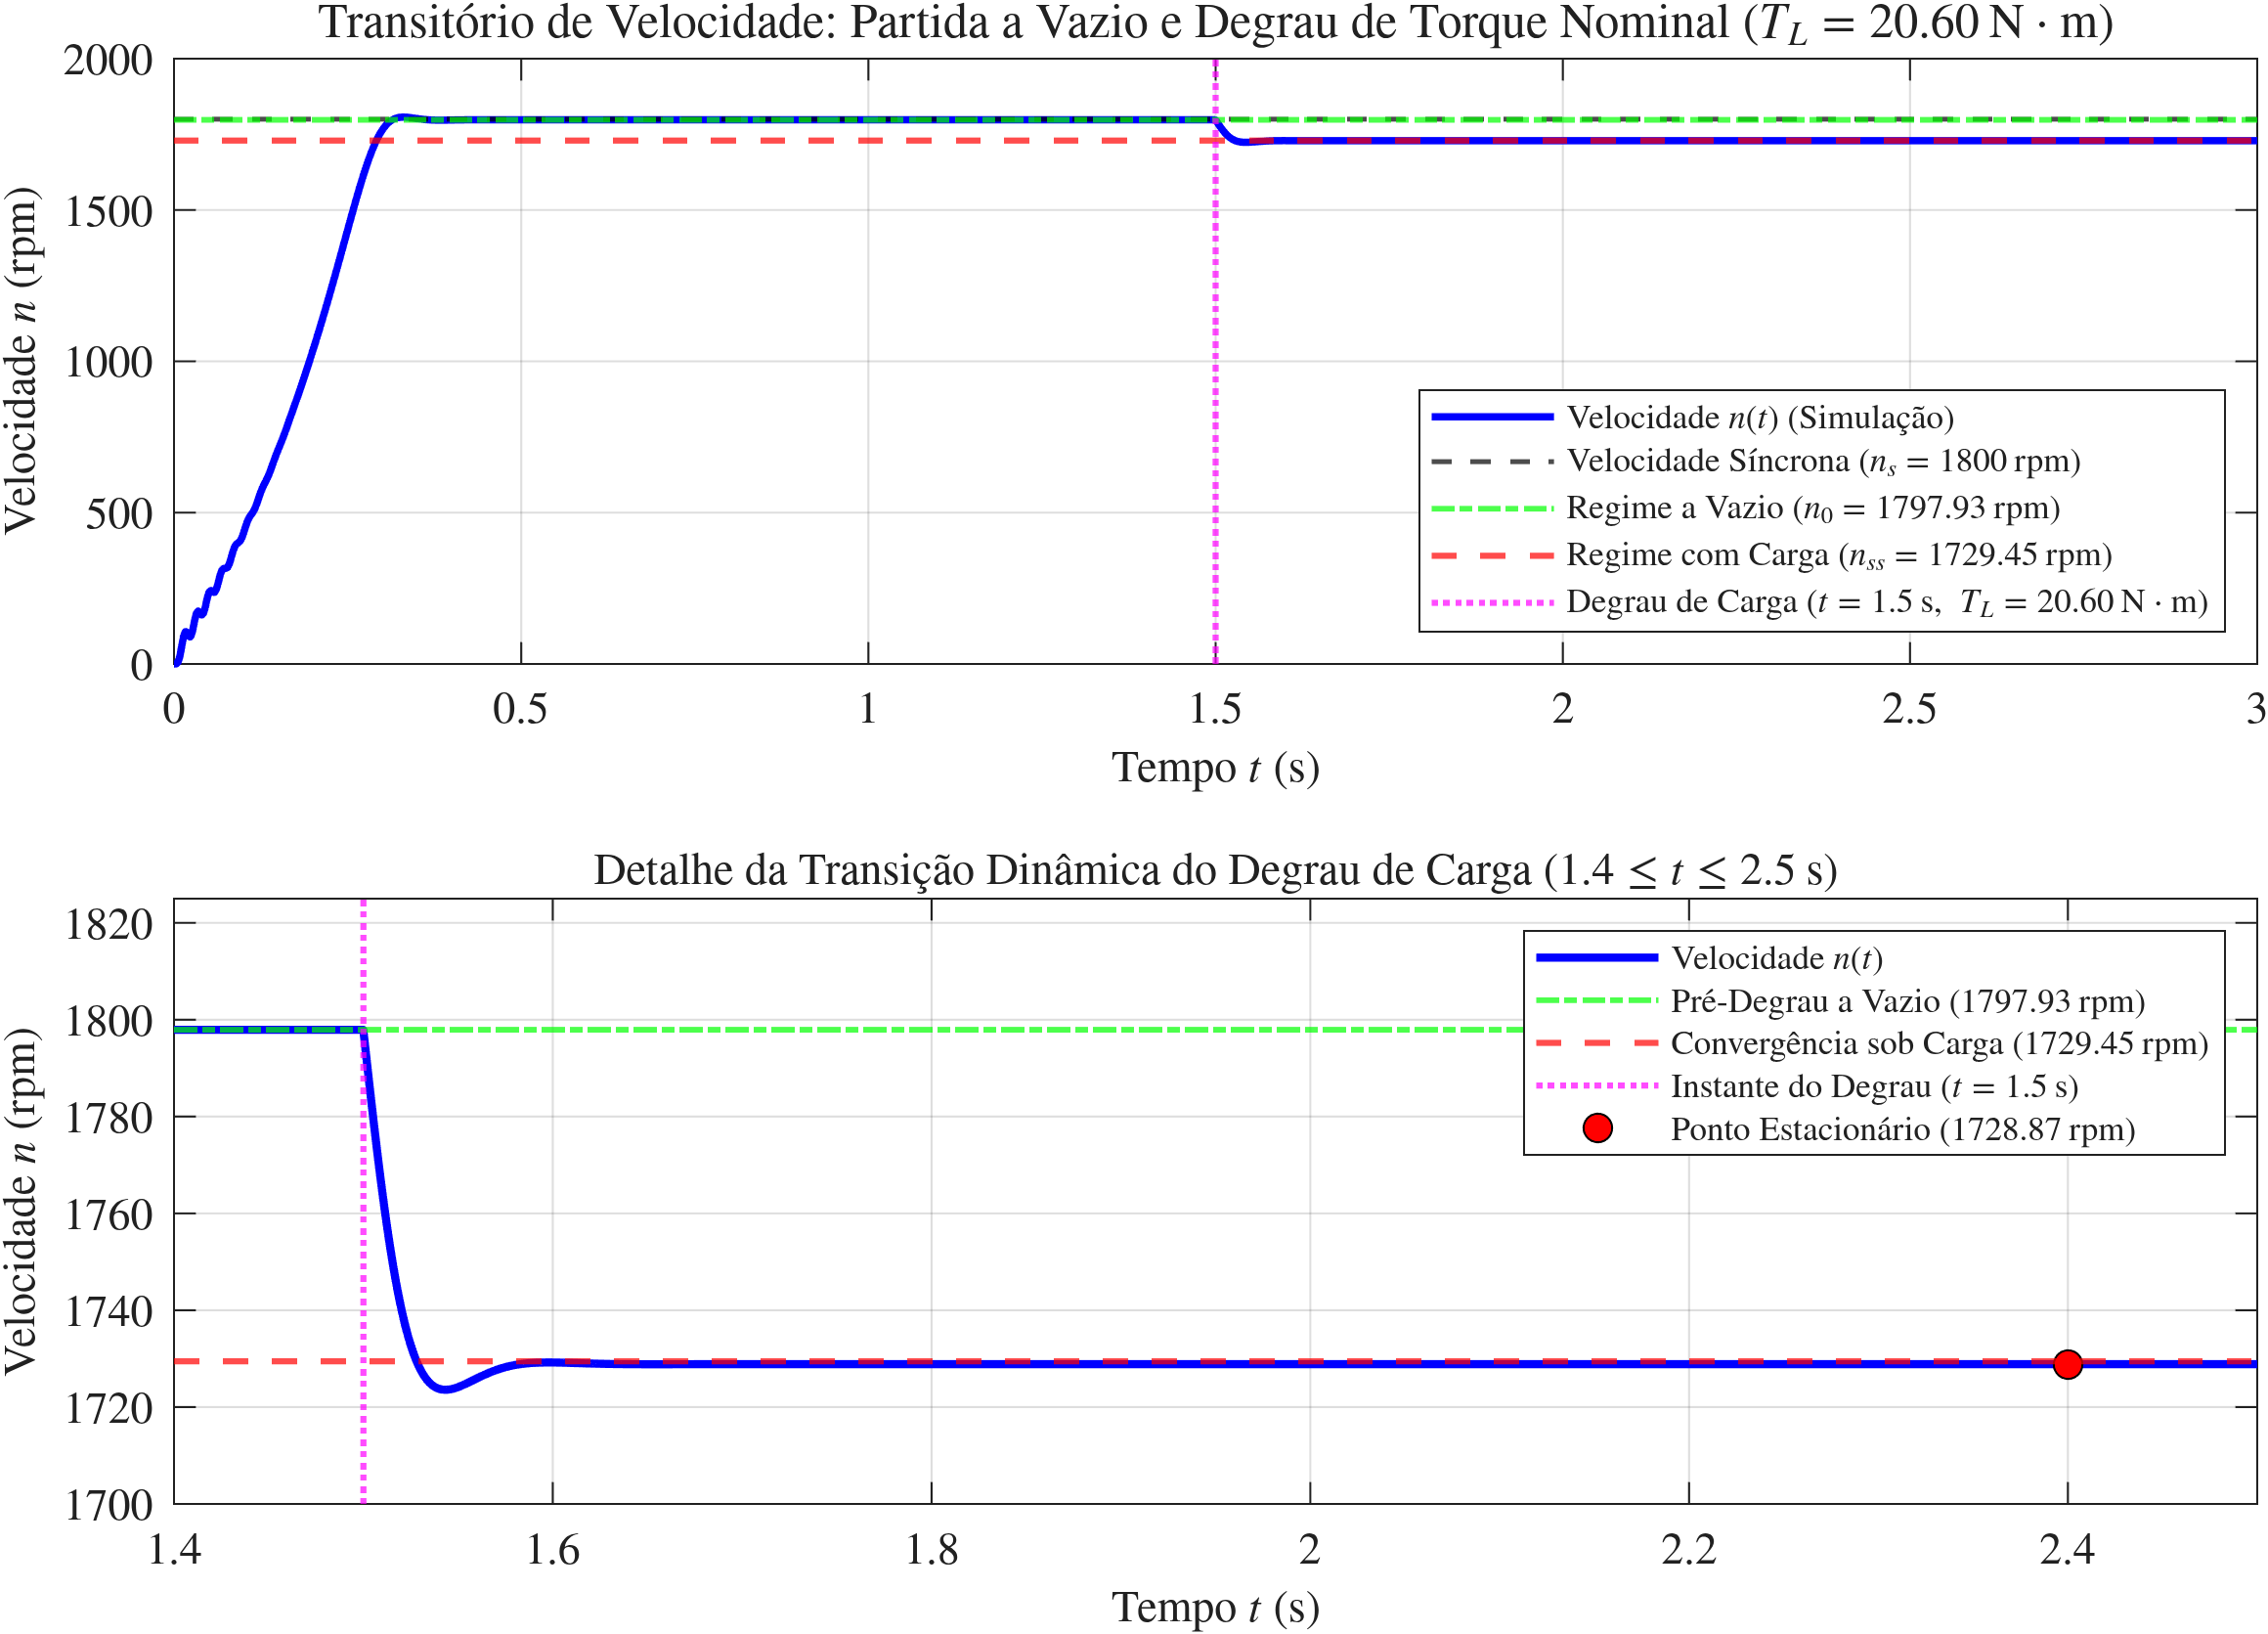 Transitório de Velocidade: Partida a Vazio e Degrau de Torque Nominal (T_L = 20.60 N · m)
Velocidade n (rpm)
2000
1500
1000
500
0
0 0.5 1 1.5 2 2.5 3
Tempo t (s)
Velocidade n(t) (Simulação)
Velocidade Síncrona (n_s = 1800 rpm)
Regime a Vazio (n_0 = 1797.93 rpm)
Regime com Carga (n_ss = 1729.45 rpm)
Degrau de Carga (t = 1.5 s, T_L = 20.60 N · m)
Detalhe da Transição Dinâmica do Degrau de Carga (1.4 ≤ t ≤ 2.5 s)
Velocidade n (rpm)
1820
1800
1780
1760
1740
1720
1700
1.4 1.6 1.8 2 2.2 2.4
Tempo t (s)
Velocidade n(t)
Pré-Degrau a Vazio (1797.93 rpm)
Convergência sob Carga (1729.45 rpm)
Instante do Degrau (t = 1.5 s)
Ponto Estacionário (1728.87 rpm)